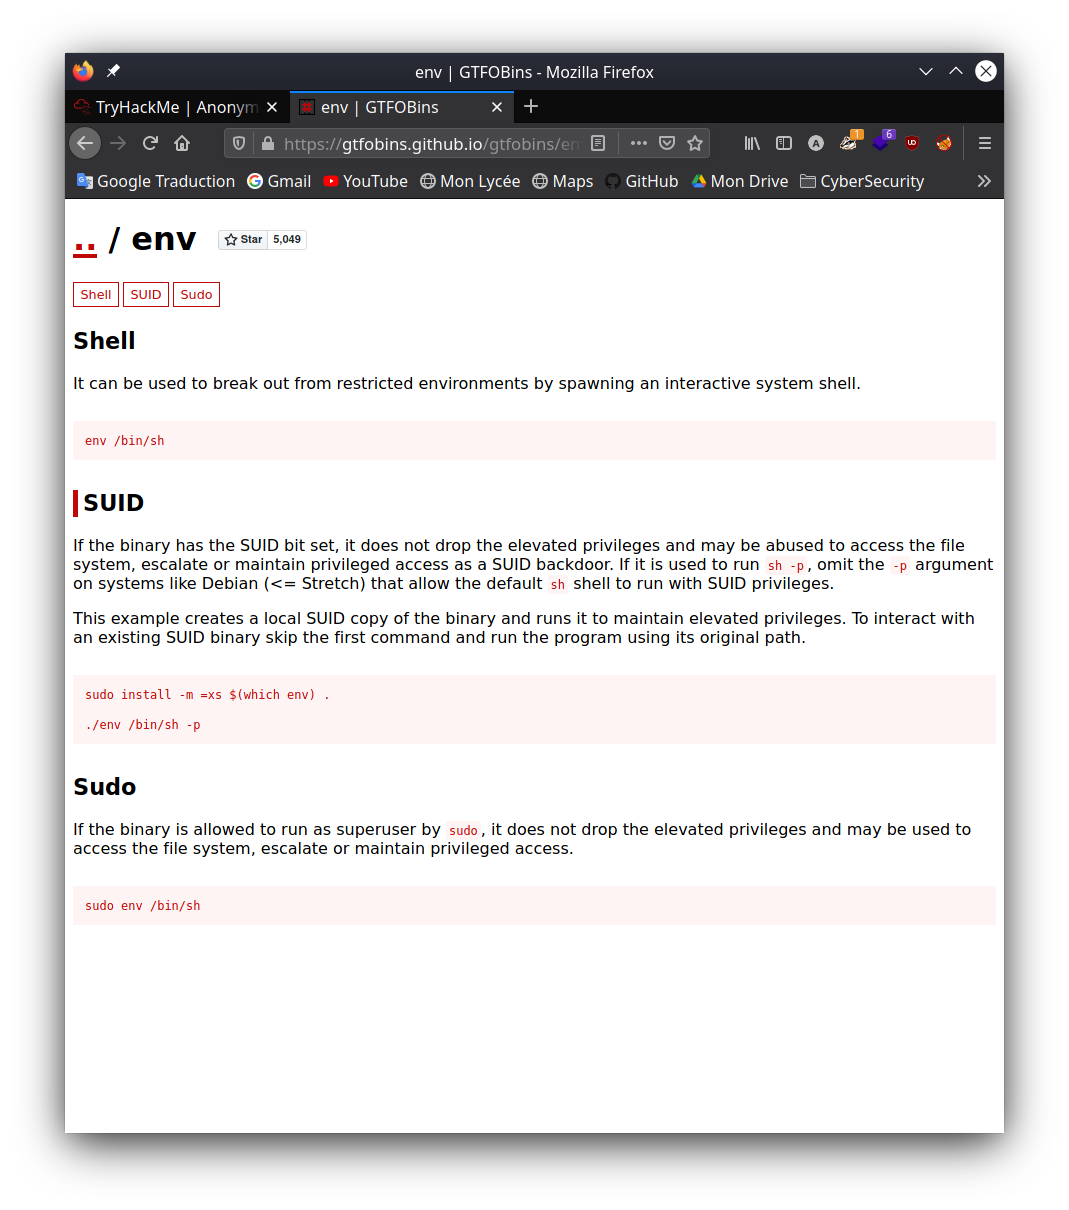 env | GTFOBins - Mozilla Firefox
TryHackMe | Anonym
env | GTFOBins
https://gtfobins.github.io/gtfobins/en
1
6
Google Traduction Gmail YouTube Mon Lycée Maps GitHub Mon Drive CyberSecurity
.. / env Star 5,049
Shell SUID Sudo
Shell
It can be used to break out from restricted environments by spawning an interactive system shell.
env /bin/sh
SUID
If the binary has the SUID bit set, it does not drop the elevated privileges and may be abused to access the file
system, escalate or maintain privileged access as a SUID backdoor. If it is used to run sh -p, omit the -p argument
on systems like Debian (<= Stretch) that allow the default sh shell to run with SUID privileges.
This example creates a local SUID copy of the binary and runs it to maintain elevated privileges. To interact with
an existing SUID binary skip the first command and run the program using its original path.
sudo install -m =xs $(which env) .
./env /bin/sh -p
Sudo
If the binary is allowed to run as superuser by sudo, it does not drop the elevated privileges and may be used to
access the file system, escalate or maintain privileged access.
sudo env /bin/sh